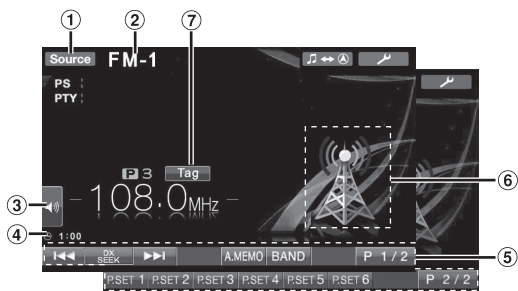 ① ② ⑦
Source FM-1
PS
PTY
P 3 Tag
108.0MHz
⑥
③
④ 1:00
DX SEEK A.MEMO BAND P 1/2 ⑤
P.SET 1 P.SET 2 P.SET 3 P.SET 4 P.SET 5 P.SET 6 P 2/2